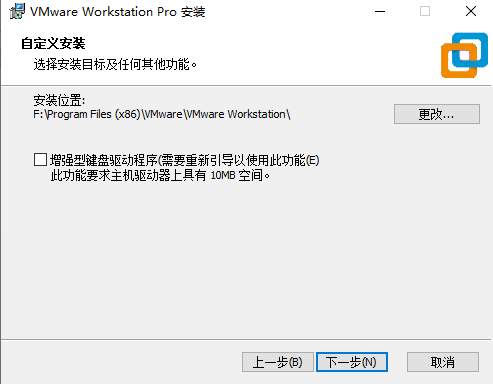 VMware Workstation Pro 安装
自定义安装
选择安装目标及任何其他功能。
安装位置:
F:\Program Files (x86)\VMware\VMware Workstation\
更改...
增强型键盘驱动程序(需要重新引导以使用此功能(E)
此功能要求主机驱动器上具有 10MB 空间。
上一步(B)
下一步(N)
取消